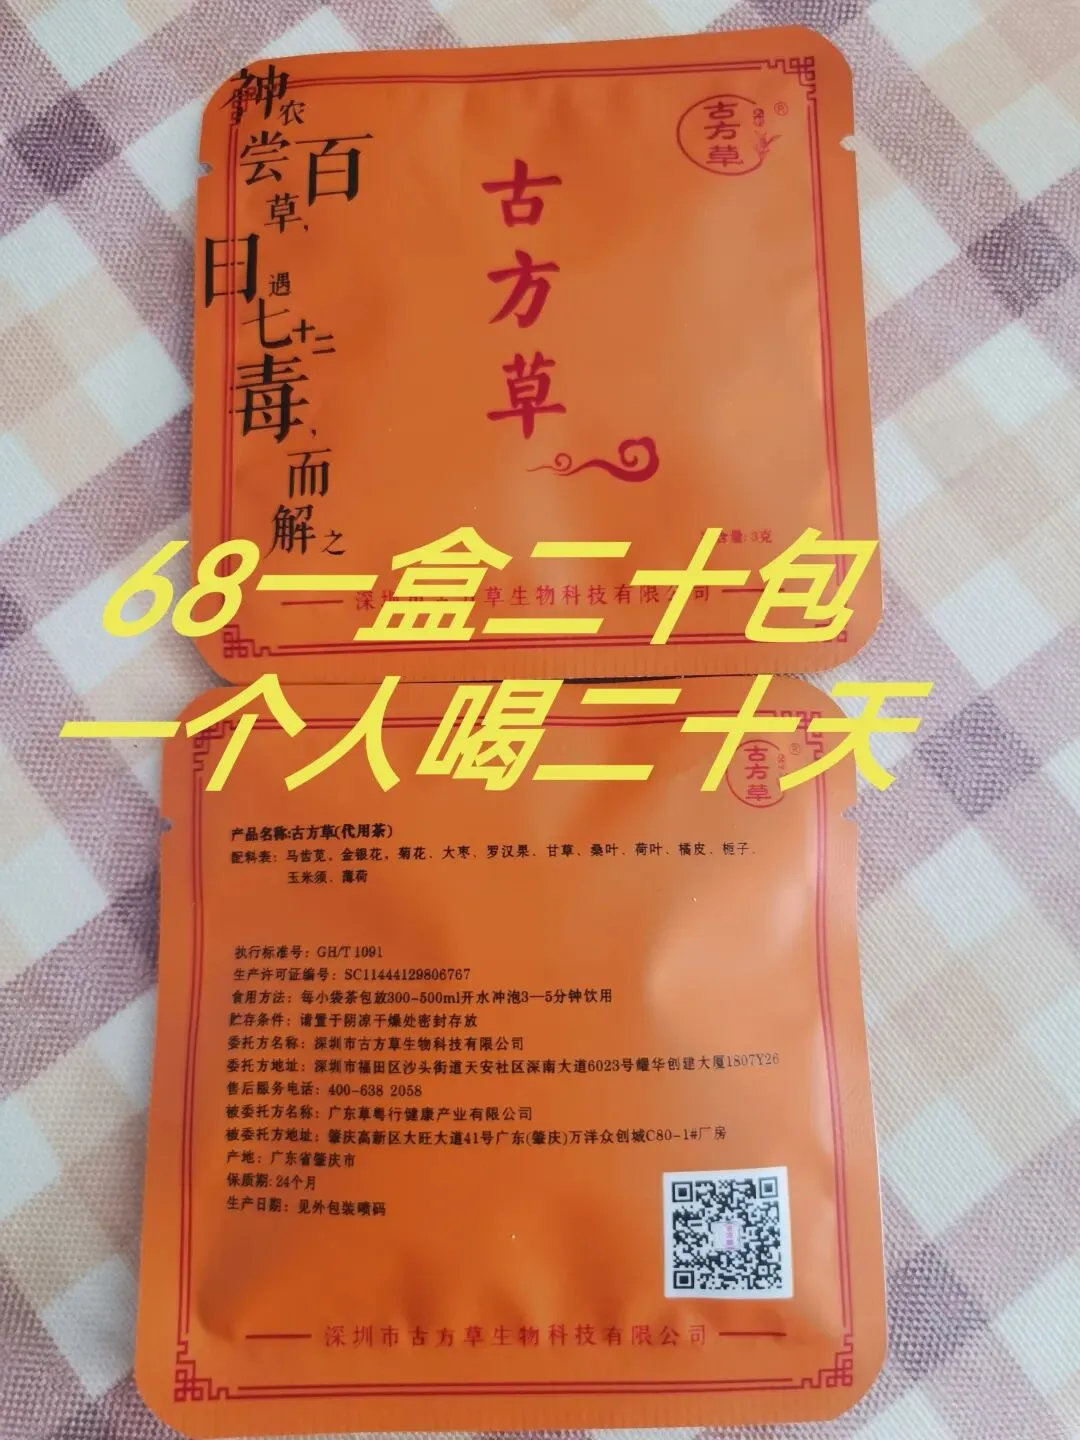 神农
尝百
草，
日遇
七十二
毒，
而
解之
古方草
®
古方草
含量: 3克
68一盒二十包
草生物科技有限公司
一个人喝二十天
古方草
®
产品名称:古方草(代用茶)
配料表：马齿苋，金银花，菊花、大枣、罗汉果、甘草、桑叶、荷叶、橘皮、栀子、
玉米须、薄荷
执行标准号：GH/T 1091
生产许可证编号：SC11444129806767
食用方法：每小袋茶包放300-500ml开水冲泡3—5分钟饮用
贮存条件：请置于阴凉干燥处密封存放
委托方名称：深圳市古方草生物科技有限公司
委托方地址：深圳市福田区沙头街道天安社区深南大道6023号耀华创建大厦1807Y26
售后服务电话：400-638 2058
被委托方名称：广东草粤行健康产业有限公司
被委托方地址：肇庆高新区大旺大道41号广东(肇庆)万洋众创城C80-1#厂房
产地：广东省肇庆市
保质期: 24个月
生产日期：见外包装喷码
深圳市古方草生物科技有限公司